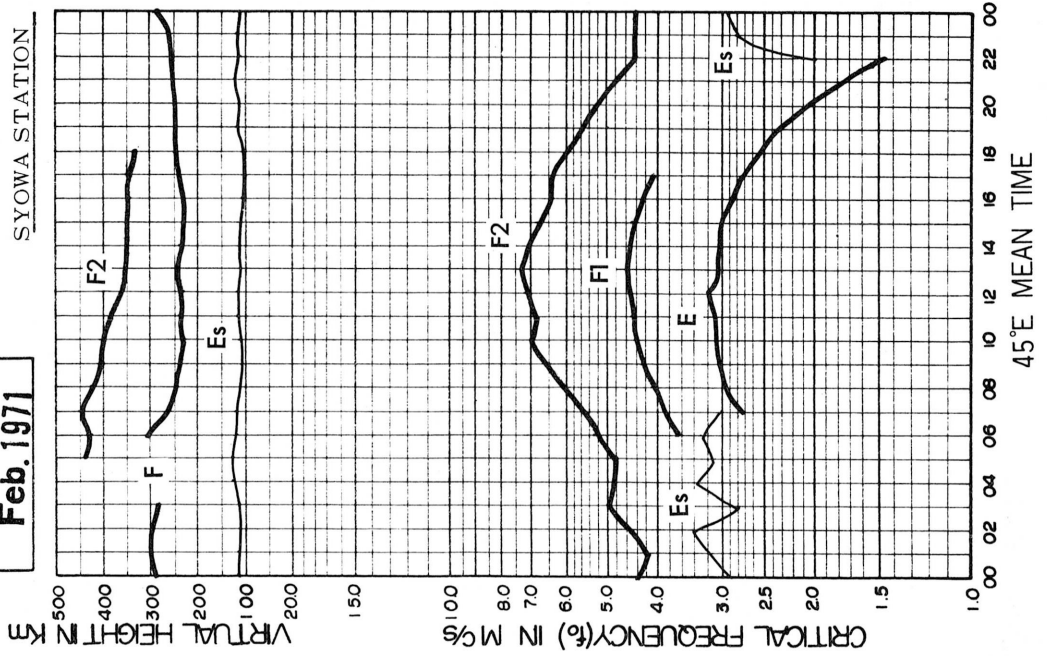 Feb. 1971
SYOWA STATION
VIRTUAL HEIGHT IN Km
500
400
300
200
15.0
F2
F
Es
CRITICAL FREQUENCY(fo) IN MC/S
10.0
8.0
7.0
6.0
5.0
4.0
3.0
2.5
2.0
1.5
1.0
F2
F1
E
Es
Es
00 02 04 06 08 10 12 14 16 18 20 22 00
45°E MEAN TIME